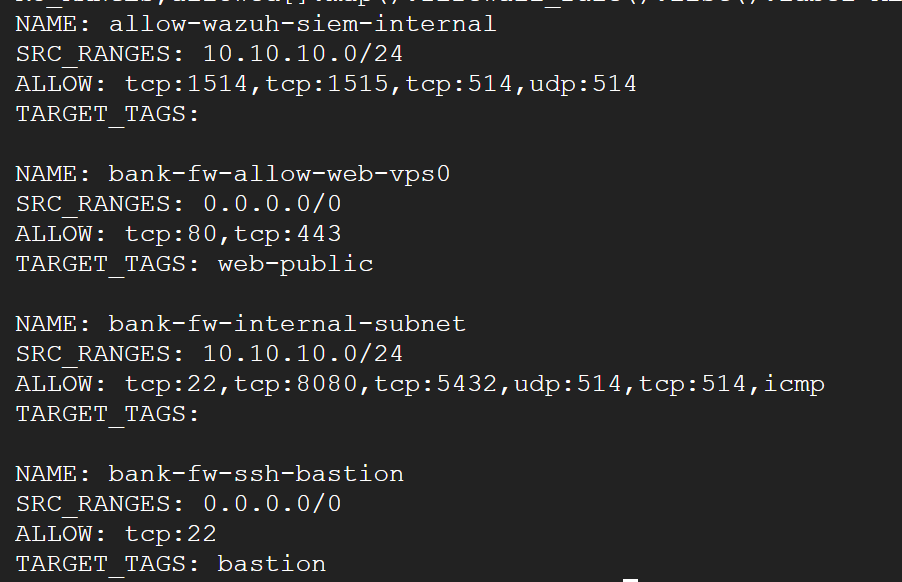 NAME: allow-wazuh-siem-internal
SRC_RANGES: 10.10.10.0/24
ALLOW: tcp:1514,tcp:1515,tcp:514,udp:514
TARGET_TAGS:
NAME: bank-fw-allow-web-vps0
SRC_RANGES: 0.0.0.0/0
ALLOW: tcp:80,tcp:443
TARGET_TAGS: web-public
NAME: bank-fw-internal-subnet
SRC_RANGES: 10.10.10.0/24
ALLOW: tcp:22,tcp:8080,tcp:5432,udp:514,tcp:514,icmp
TARGET_TAGS:
NAME: bank-fw-ssh-bastion
SRC_RANGES: 0.0.0.0/0
ALLOW: tcp:22
TARGET_TAGS: bastion